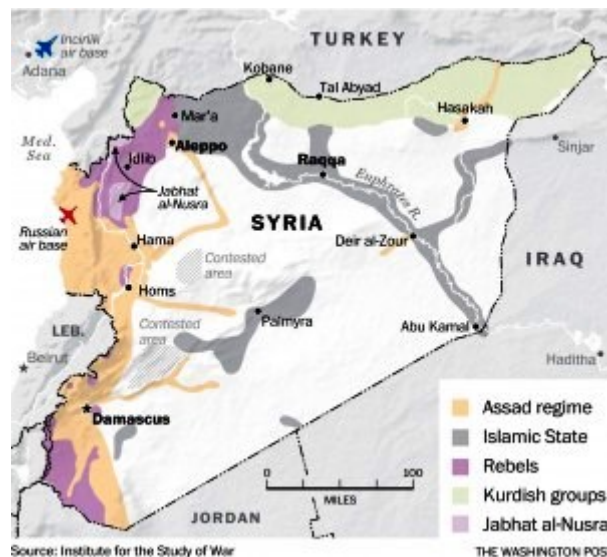 Incirlik
air base
Adana
TURKEY
Kobane
Tal Abyad
Mar'a
Hasakah
Med.
Sea
Aleppo
Sinjar
Idlib
Raqqa
Euphrates R.
Jabhat
al-Nusra
SYRIA
Russian
air base
Hama
Deir al-Zour
Contested
area
IRAQ
Homs
LEB.
Contested
area
Palmyra
Abu Kamal
Beirut
Haditha
Damascus
Assad regime
Islamic State
Rebels
Kurdish groups
Jabhat al-Nusra
0
100
MILES
JORDAN
Source: Institute for the Study of War
THE WASHINGTON POS